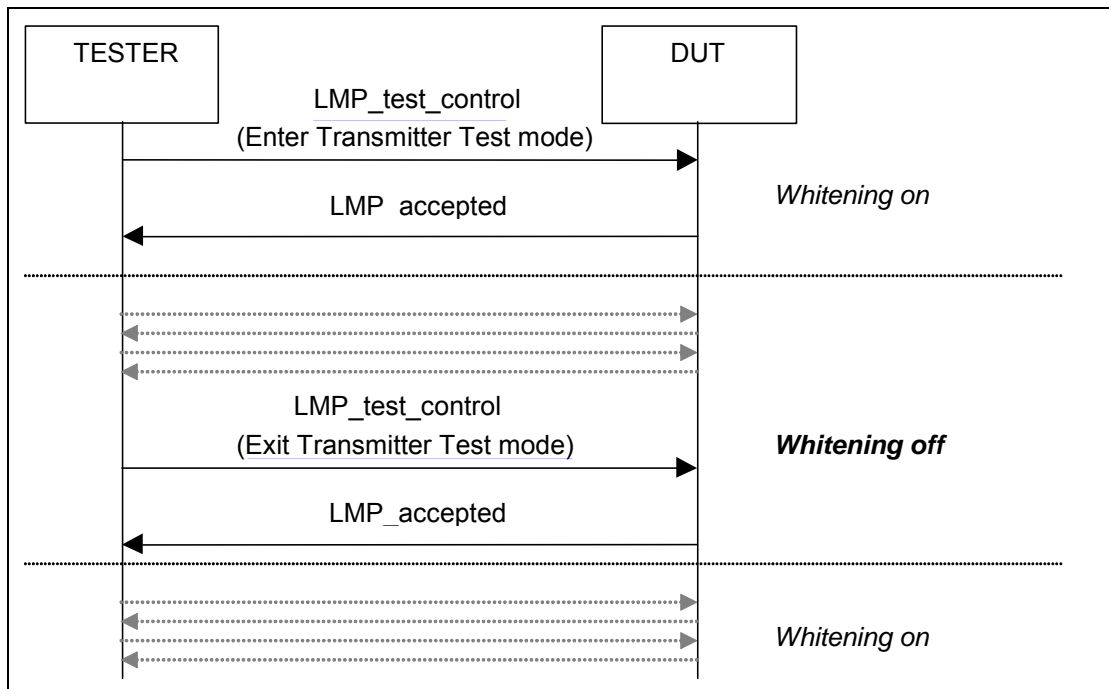 TESTER
DUT
LMP_test_control
(Enter Transmitter Test mode)
Whitening on
LMP accepted
LMP_test_control
(Exit Transmitter Test mode)
Whitening off
LMP_accepted
Whitening on